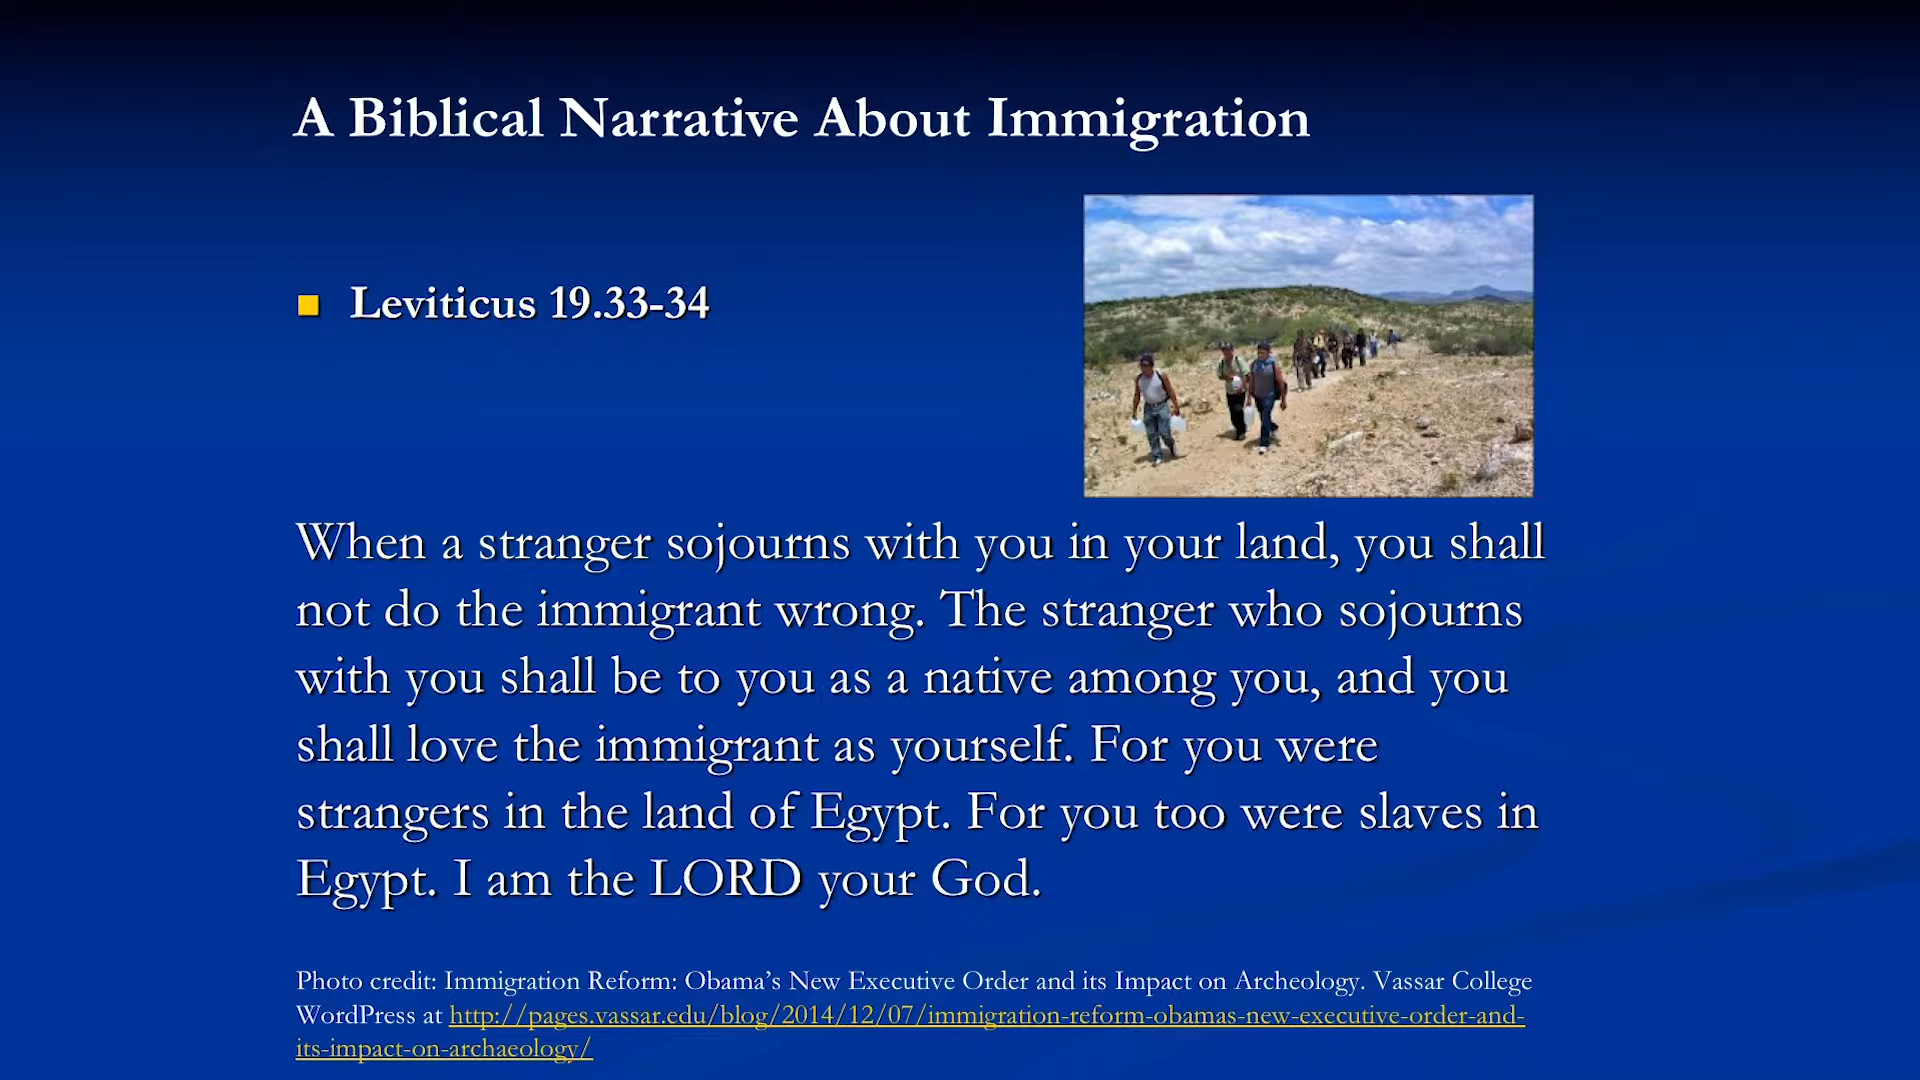 A Biblical Narrative About Immigration
Leviticus 19.33-34
When a stranger sojourns with you in your land, you shall
not do the immigrant wrong. The stranger who sojourns
with you shall be to you as a native among you, and you
shall love the immigrant as yourself. For you were
strangers in the land of Egypt. For you too were slaves in
Egypt. I am the LORD your God.
Photo credit: Immigration Reform: Obama’s New Executive Order and its Impact on Archeology. Vassar College
WordPress at http://pages.vassar.edu/blog/2014/12/07/immigration-reform-obamas-new-executive-order-and-
its-impact-on-archaeology/